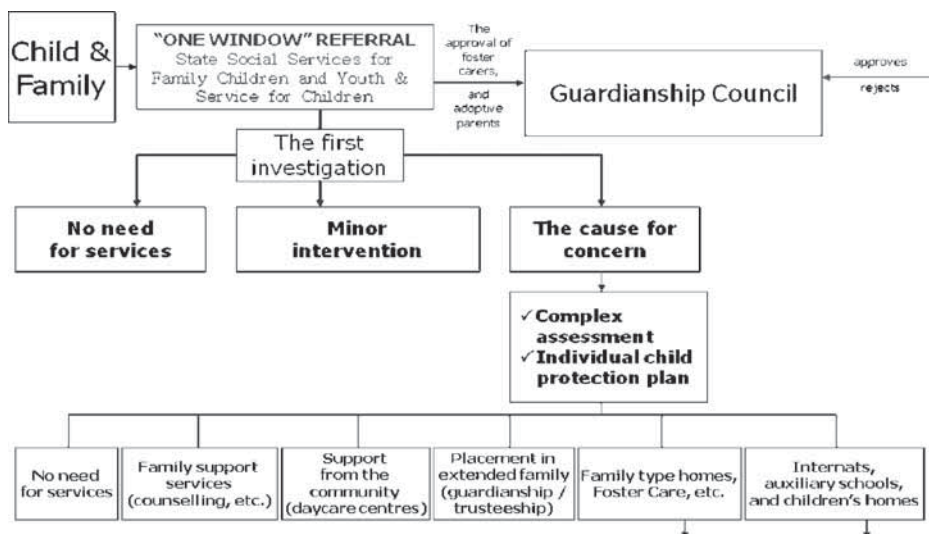 Child &
Family
“ONE WINDOW” REFERRAL
State Social Services for
Family Children and Youth &
Service for Children
The
approval of
foster
carers,
and
adoptive
parents
Guardianship Council
approves
rejects
The first
investigation
No need
for services
Minor
intervention
The cause for
concern
✓Complex
assessment
✓Individual child
protection plan
No need
for services
Family support
services
(counselling, etc.)
Support
from the
community
(daycare centres)
Placement in
extended family
(guardianship /
trusteeship)
Family type homes,
Foster Care, etc.
Internats,
auxiliary schools,
and children’s homes